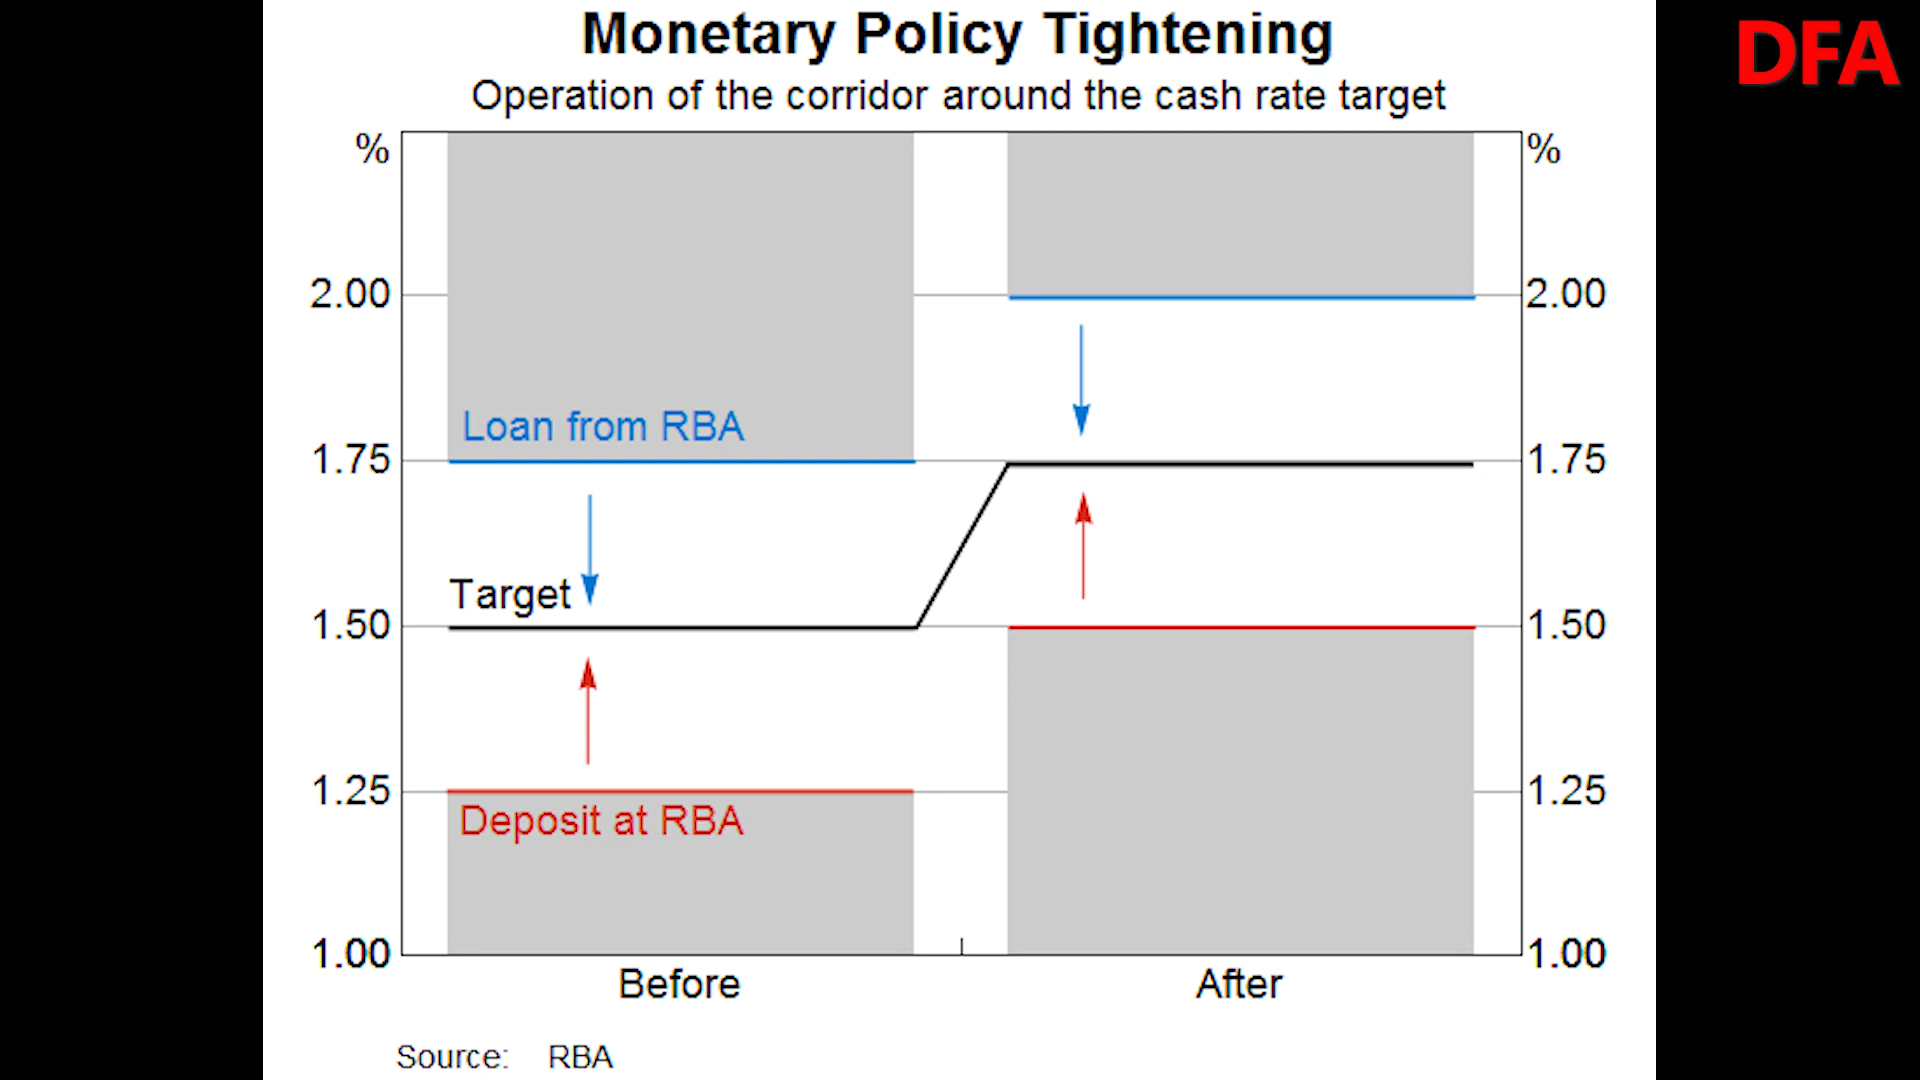 Monetary Policy Tightening
DFA
Operation of the corridor around the cash rate target
% %
2.00 2.00
Loan from RBA
1.75 1.75
Target
1.50 1.50
1.25 1.25
Deposit at RBA
1.00 1.00
Before After
Source: RBA